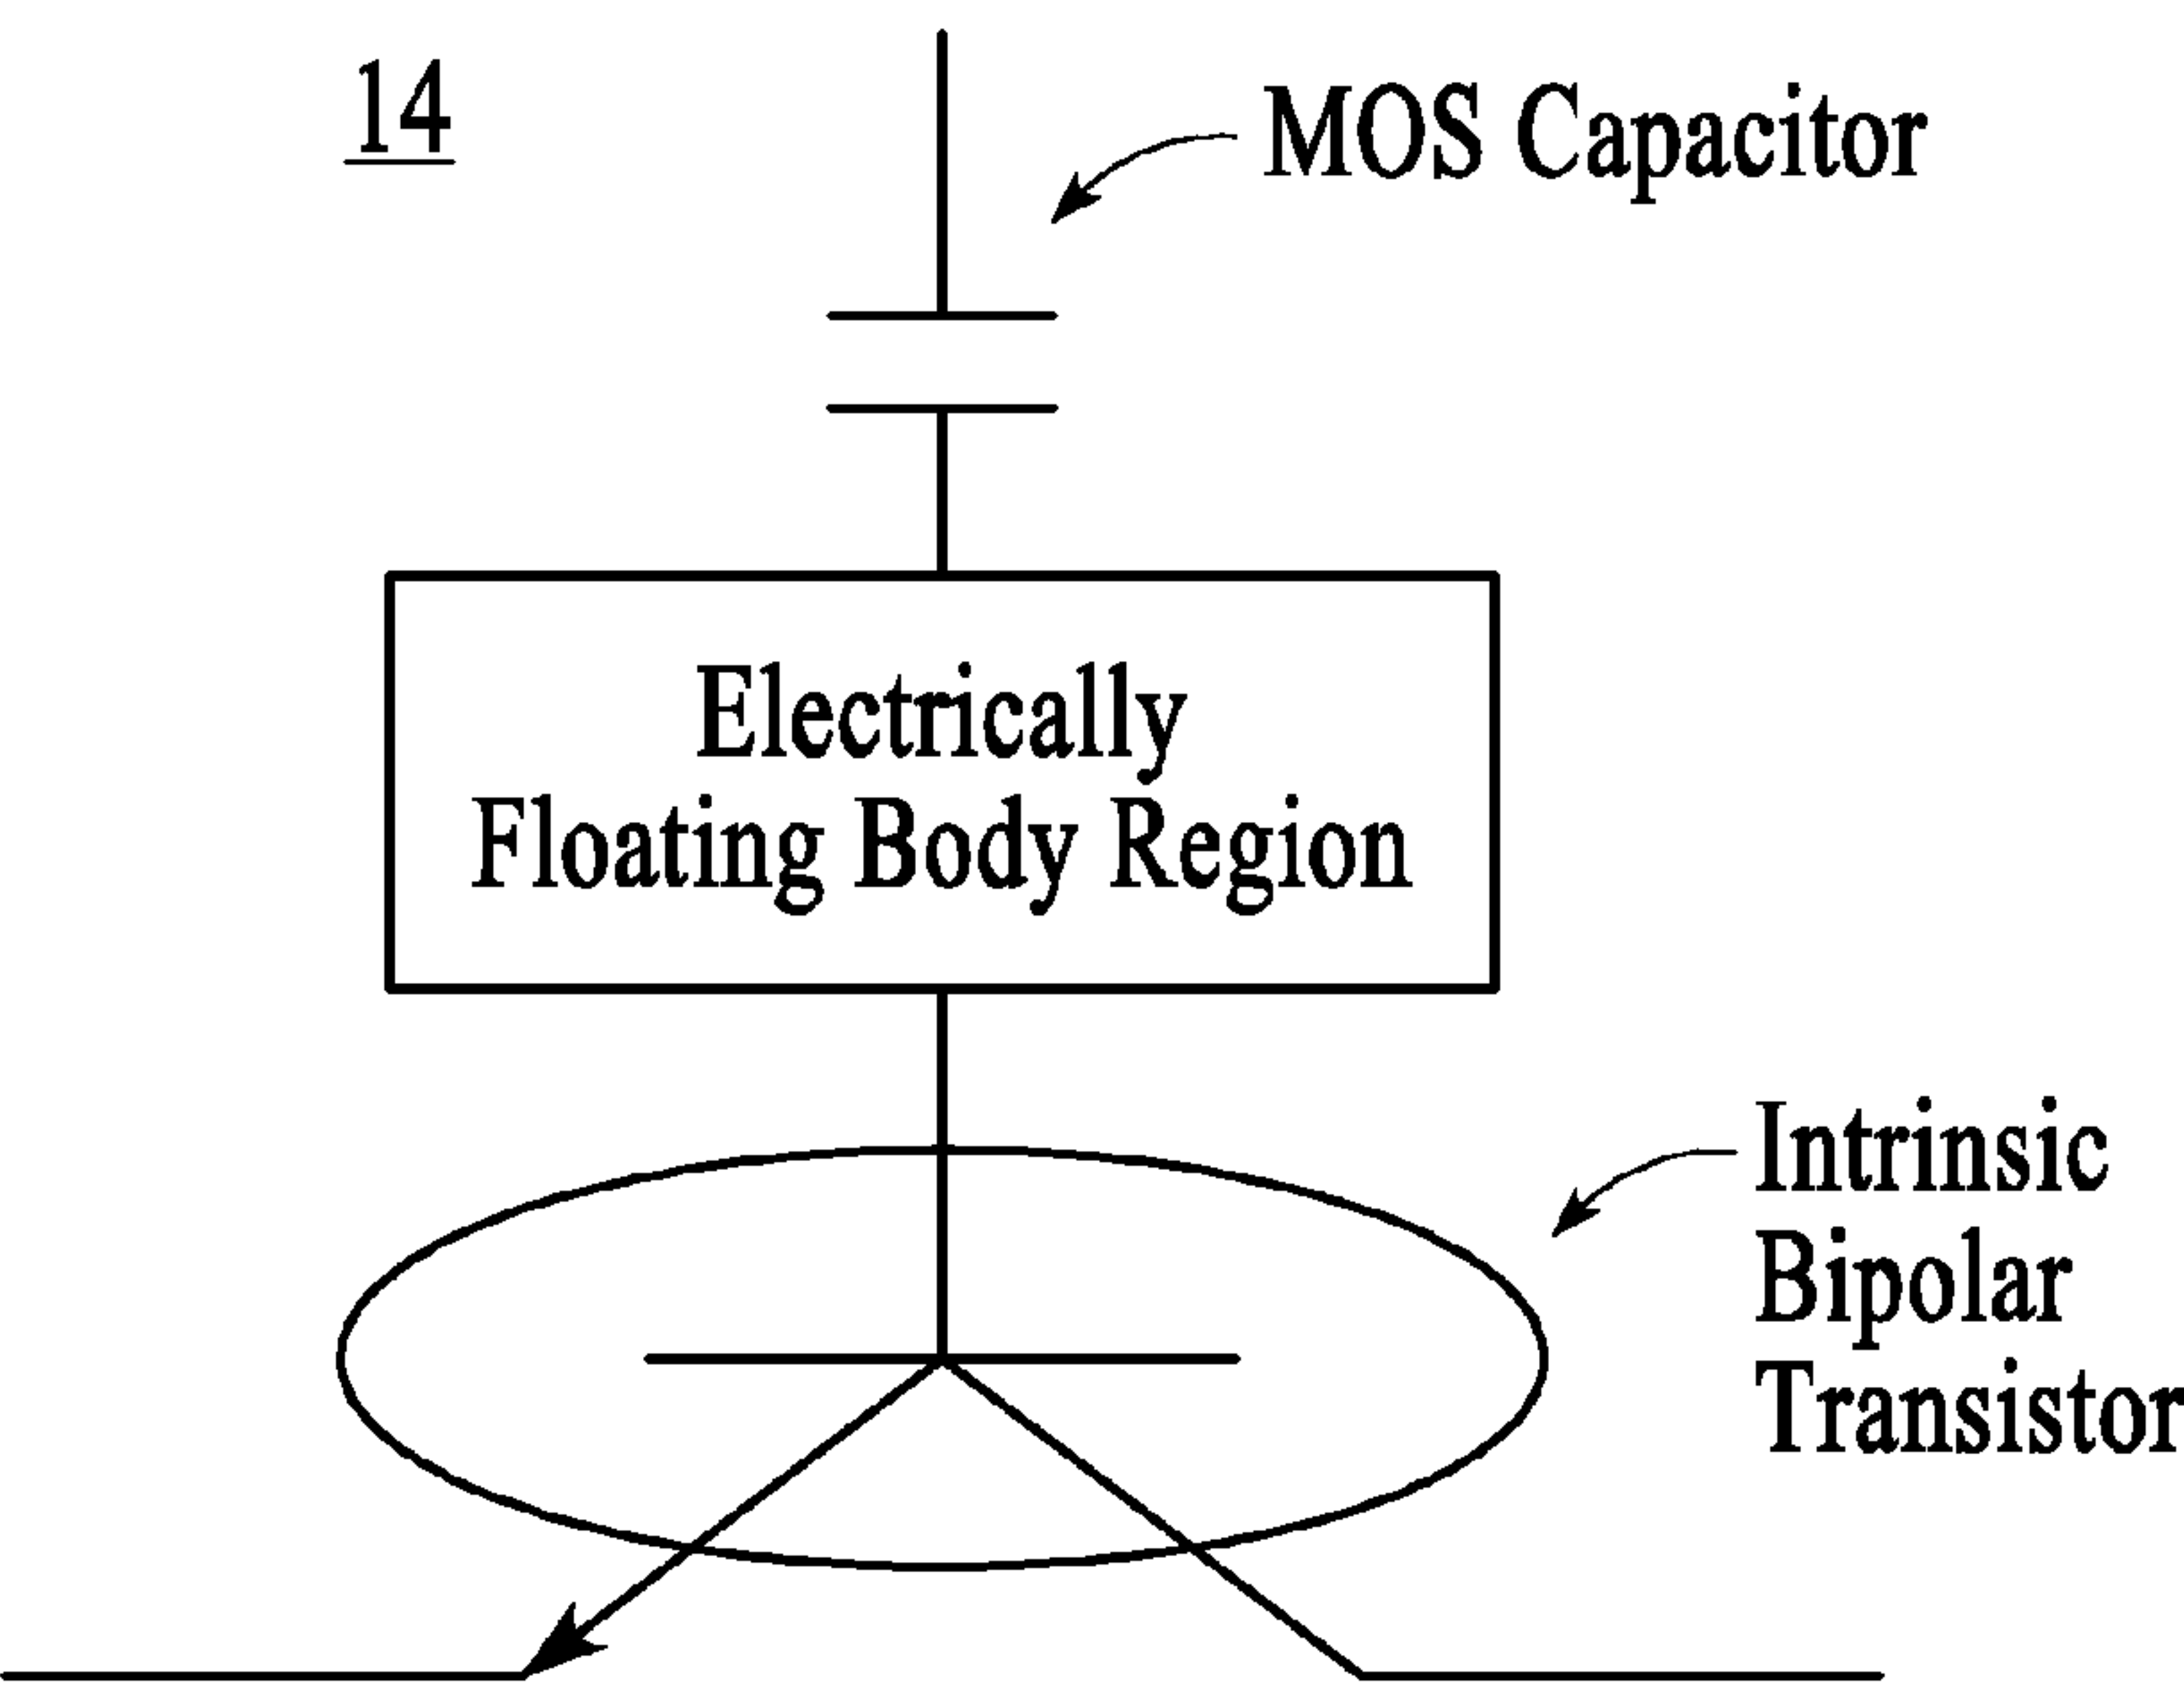 14
MOS Capacitor
Electrically
Floating Body Region
Intrinsic
Bipolar
Transistor